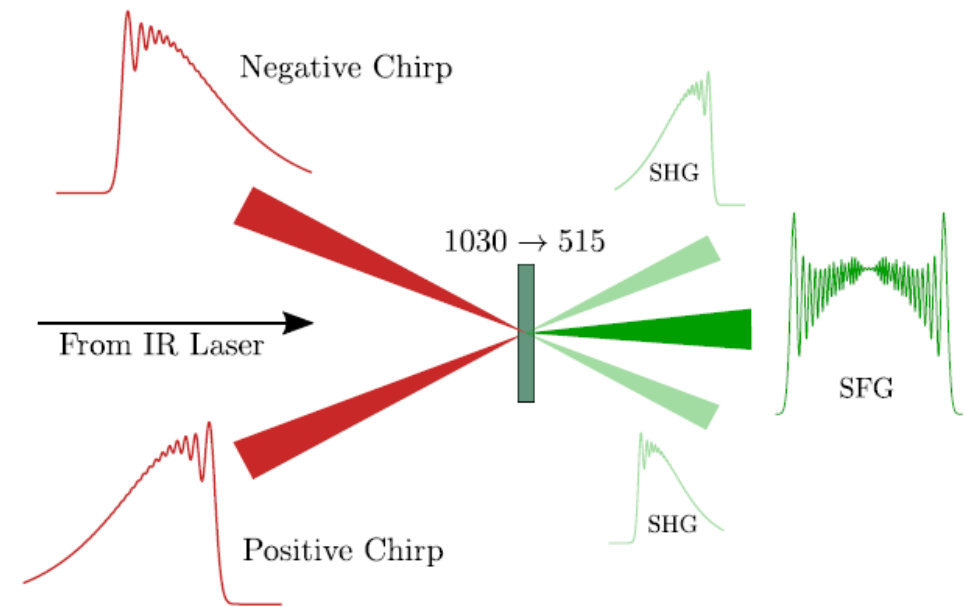 Negative Chirp
SHG
1030 → 515
From IR Laser
SFG
SHG
Positive Chirp